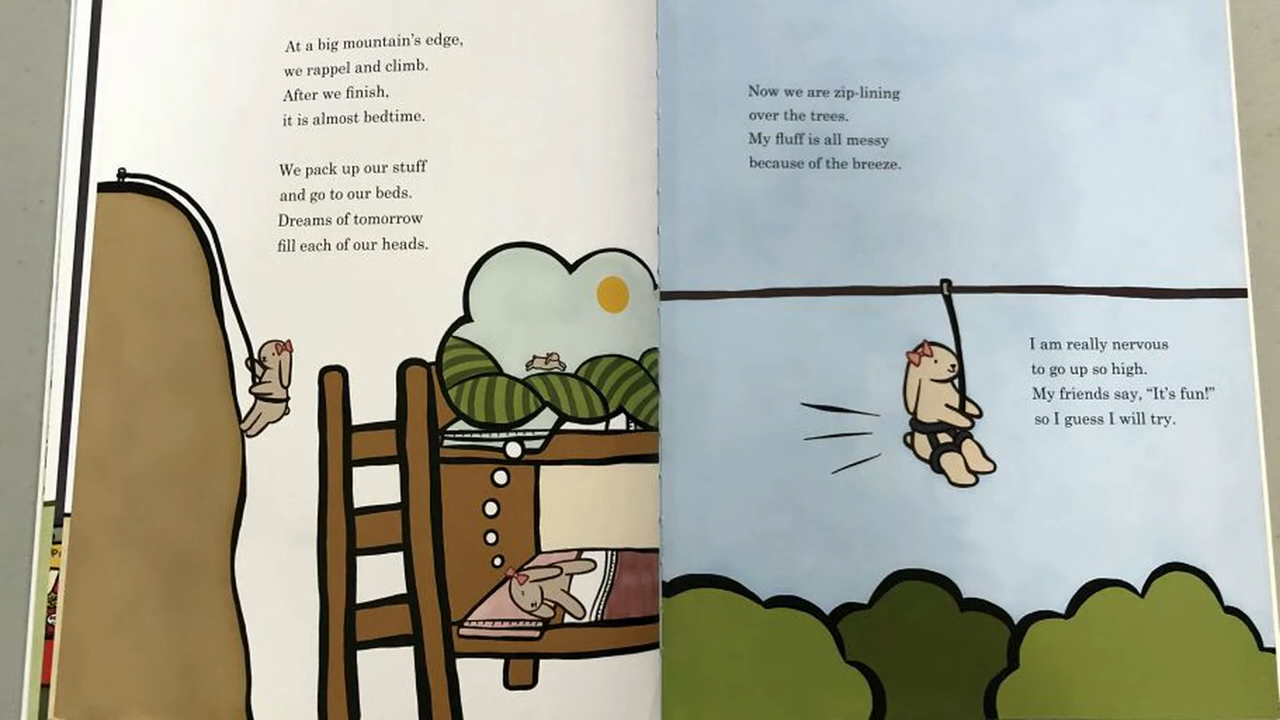 At a big mountain's edge,
we rappel and climb.
After we finish,
it is almost bedtime.
We pack up our stuff
and go to our beds.
Dreams of tomorrow
fill each of our heads.
Now we are zip-lining
over the trees.
My fluff is all messy
because of the breeze.
I am really nervous
to go up so high.
My friends say, “It's fun!”
so I guess I will try.